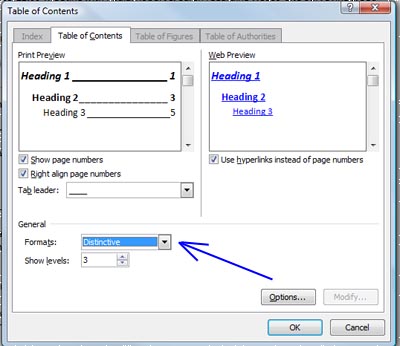 Table of Contents
Index Table of Contents Table of Figures Table of Authorities
Print Preview Web Preview
Heading 1 1 Heading 1
Heading 2 3 Heading 2
Heading 3 5 Heading 3
Show page numbers Use hyperlinks instead of page numbers
Right align page numbers
Tab leader: ____
General
Formats: Distinctive
Show levels: 3
Options... Modify...
OK Cancel